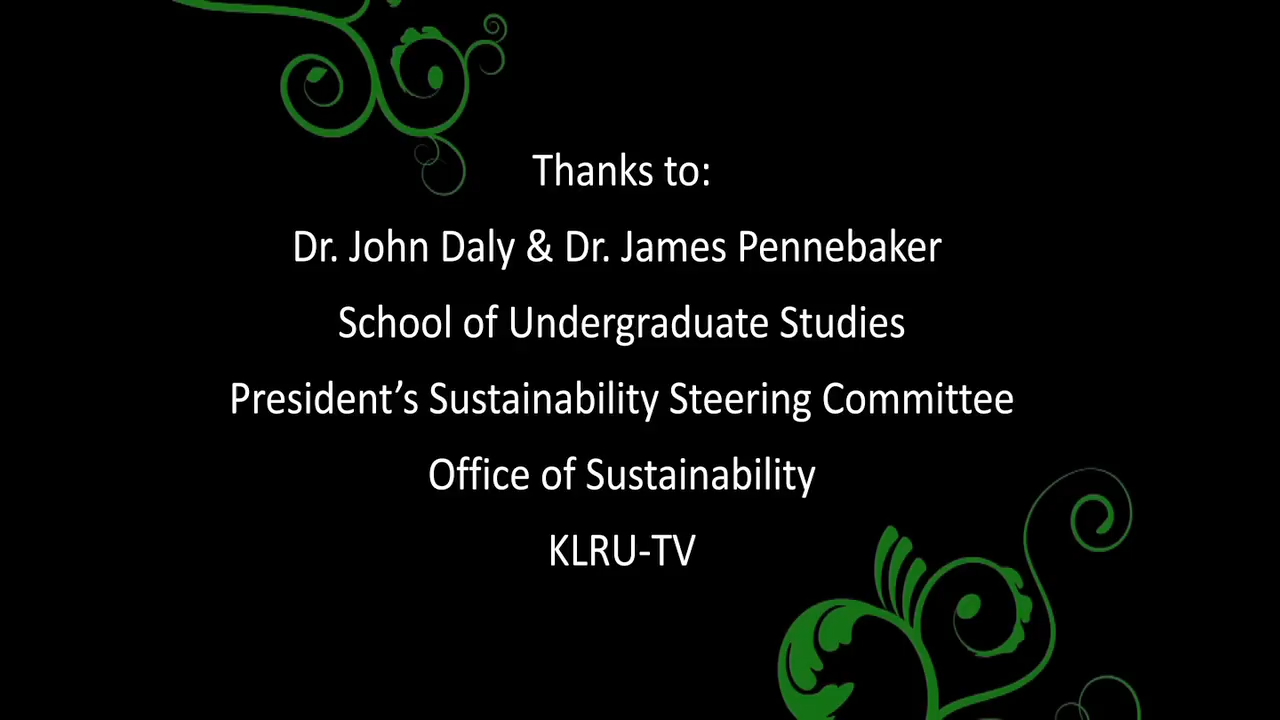 Thanks to:
Dr. John Daly & Dr. James Pennebaker
School of Undergraduate Studies
President’s Sustainability Steering Committee
Office of Sustainability
KLRU-TV